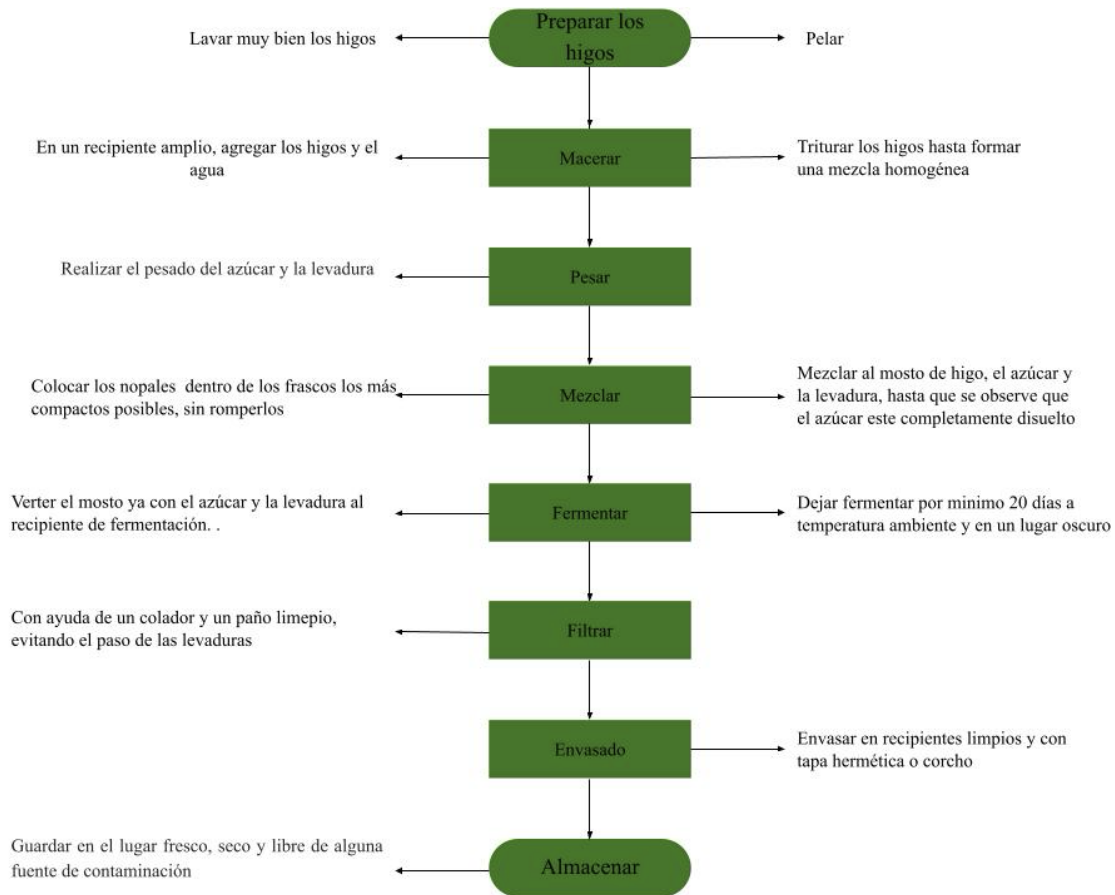 Preparar los
higos
Lavar muy bien los higos
Pelar
En un recipiente amplio, agregar los higos y el
agua
Macerar
Triturar los higos hasta formar
una mezcla homogénea
Realizar el pesado del azúcar y la levadura
Pesar
Colocar los nopales dentro de los frascos los más
compactos posibles, sin romperlos
Mezclar
Mezclar al mosto de higo, el azúcar y
la levadura, hasta que se observe que
el azúcar este completamente disuelto
Verter el mosto ya con el azúcar y la levadura al
recipiente de fermentación. .
Fermentar
Dejar fermentar por minimo 20 días a
temperatura ambiente y en un lugar oscuro
Con ayuda de un colador y un paño limepio,
evitando el paso de las levaduras
Filtrar
Envasado
Envasar en recipientes limpios y con
tapa hermética o corcho
Guardar en el lugar fresco, seco y libre de alguna
fuente de contaminación
Almacenar